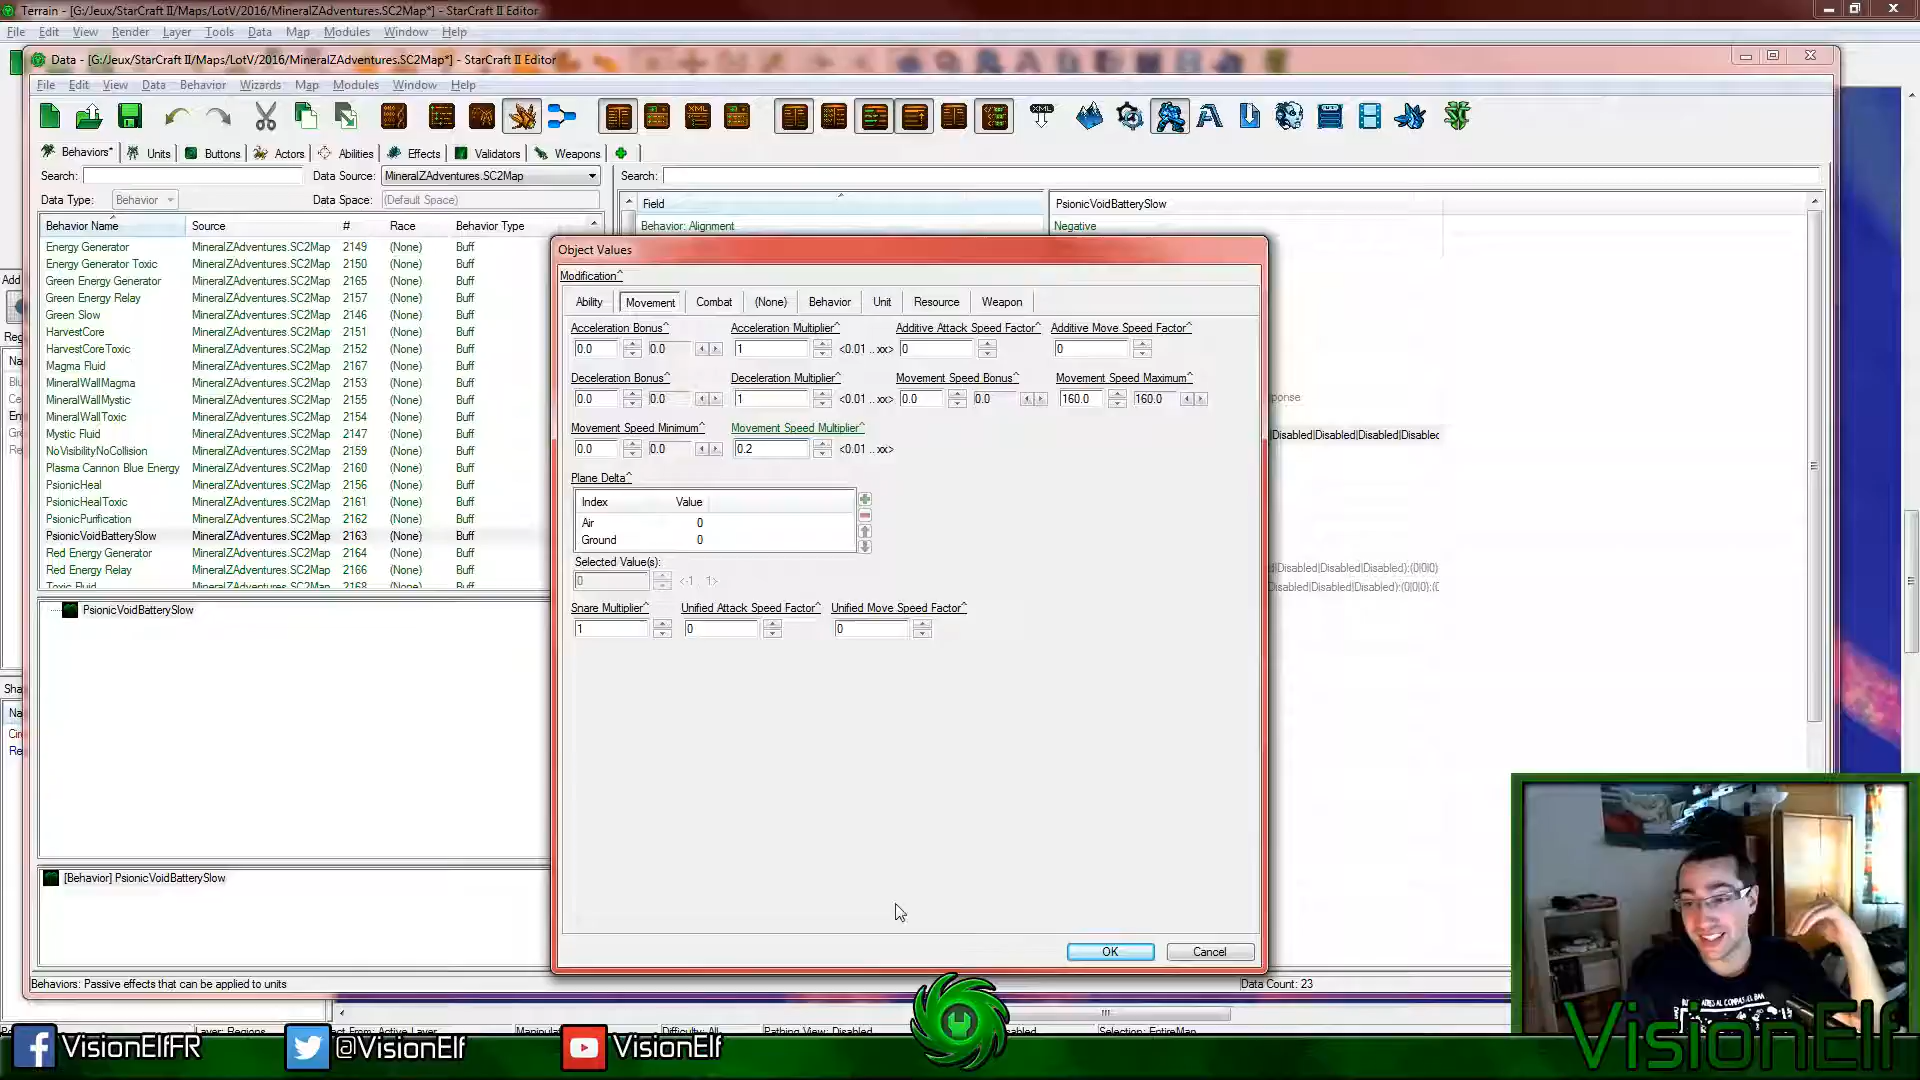 Terrain - [G:/Jeux/StarCraft II/Maps/LotV/2016/MineralZAdventures.SC2Map*] - StarCraft II Editor
File Edit View Render Layer Tools Data Map Modules Window Help
Data - [G:/Jeux/StarCraft II/Maps/LotV/2016/MineralZAdventures.SC2Map*] - StarCraft II Editor
File Edit View Data Behavior Wizards Map Modules Window Help
XML
Behaviors* Units Buttons Actors Abilities Effects Validators Weapons
Search: Data Source: MineralZAdventures.SC2Map Search:
Data Type: Behavior Data Space: (Default Space)
Field PsionicVoidBatterySlow
Behavior Name Source # Race Behavior Type Behavior: Alignment Negative
Energy Generator MineralZAdventures.SC2Map 2149 (None) Buff
Energy Generator Toxic MineralZAdventures.SC2Map 2150 (None) Buff
Green Energy Generator MineralZAdventures.SC2Map 2165 (None) Buff
Green Energy Relay MineralZAdventures.SC2Map 2157 (None) Buff
Green Slow MineralZAdventures.SC2Map 2146 (None) Buff
HarvestCore MineralZAdventures.SC2Map 2151 (None) Buff
HarvestCoreToxic MineralZAdventures.SC2Map 2152 (None) Buff
Magma Fluid MineralZAdventures.SC2Map 2167 (None) Buff
MineralWallMagma MineralZAdventures.SC2Map 2153 (None) Buff
MineralWallMystic MineralZAdventures.SC2Map 2155 (None) Buff
MineralWallToxic MineralZAdventures.SC2Map 2154 (None) Buff
Mystic Fluid MineralZAdventures.SC2Map 2147 (None) Buff
NoVisibilityNoCollision MineralZAdventures.SC2Map 2159 (None) Buff
Plasma Cannon Blue Energy MineralZAdventures.SC2Map 2160 (None) Buff
PsionicHeal MineralZAdventures.SC2Map 2156 (None) Buff
PsionicHealToxic MineralZAdventures.SC2Map 2161 (None) Buff
PsionicPurification MineralZAdventures.SC2Map 2162 (None) Buff
PsionicVoidBatterySlow MineralZAdventures.SC2Map 2163 (None) Buff
Red Energy Generator MineralZAdventures.SC2Map 2164 (None) Buff
Red Energy Relay MineralZAdventures.SC2Map 2166 (None) Buff
Toxic Fluid MineralZAdventures.SC2Map 2168 (None) Buff
Object Values
Modification^
Ability Movement Combat (None) Behavior Unit Resource Weapon
Acceleration Bonus^ Acceleration Multiplier^ Additive Attack Speed Factor^ Additive Move Speed Factor^
0.0 0.0 1 <0.01 .. xx> 0 0
Deceleration Bonus^ Deceleration Multiplier^ Movement Speed Bonus^ Movement Speed Maximum^
0.0 0.0 1 <0.01 .. xx> 0.0 0.0 160.0 160.0
Movement Speed Minimum^ Movement Speed Multiplier^
0.0 0.0 0.2 <0.01 .. xx>
Plane Delta^
Index Value
Air 0
Ground 0
Selected Value(s):
0 <-1 1>
Snare Multiplier^ Unified Attack Speed Factor^ Unified Move Speed Factor^
1 0 0
OK Cancel
ponse
|Disabled|Disabled|Disabled|Disabled
PsionicVoidBatterySlow
[Behavior] PsionicVoidBatterySlow
Behaviors: Passive effects that can be applied to units Data Count: 23
VisionElfFR @VisionElf VisionElf VisionElf